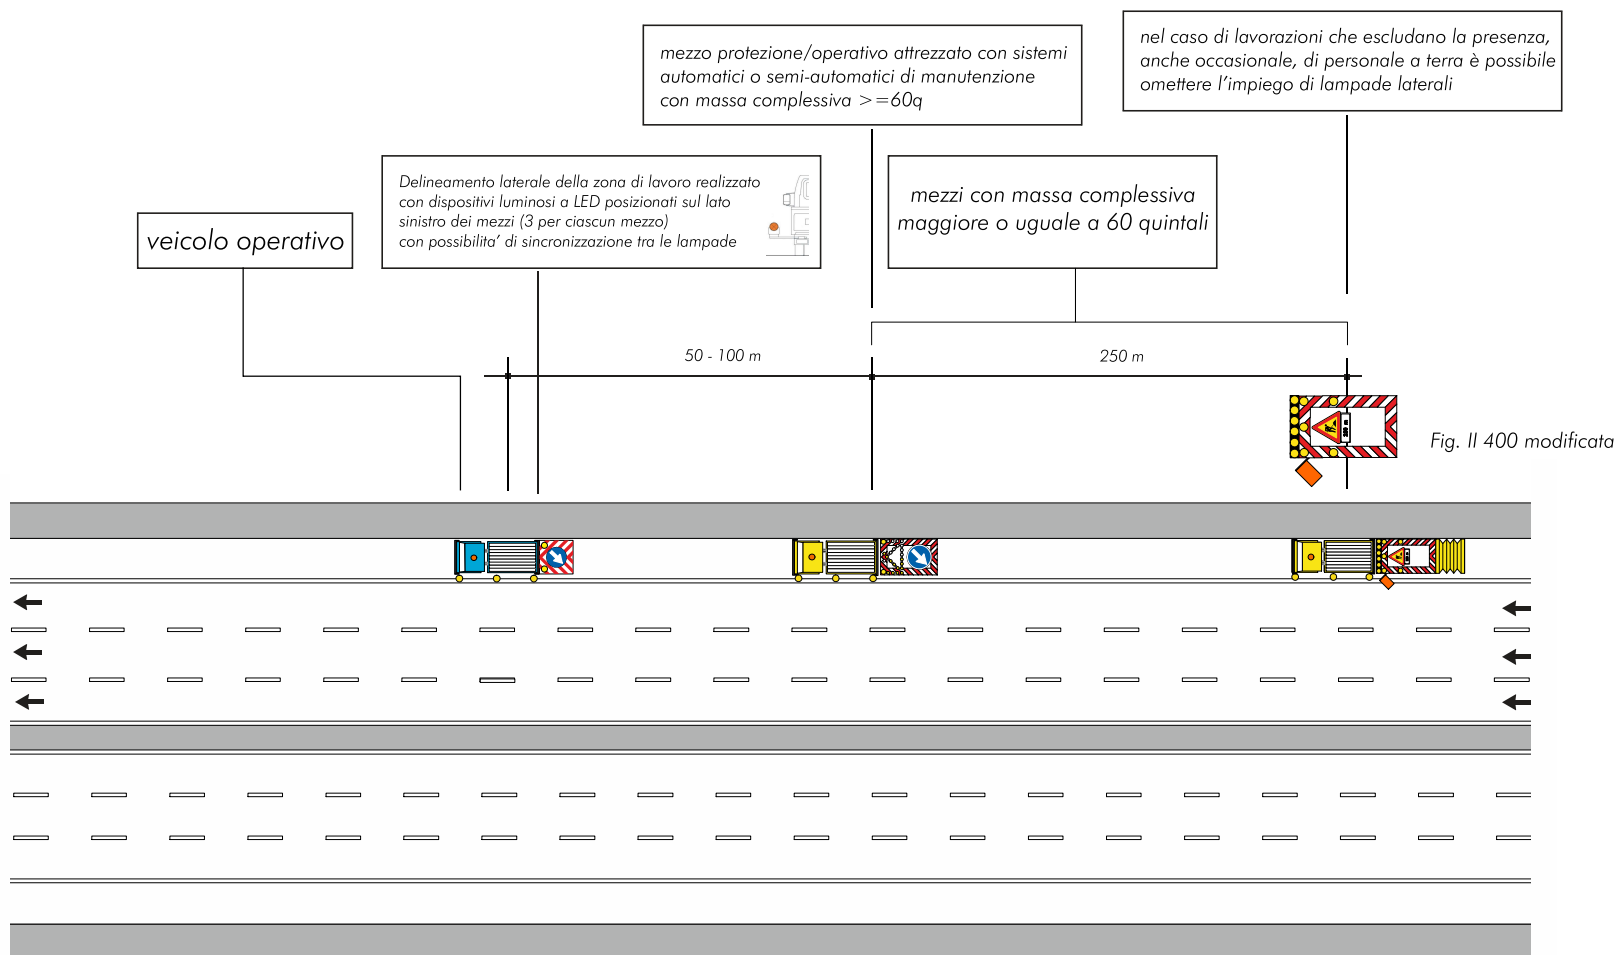 mezzo protezione/operativo attrezzato con sistemi
automatici o semi-automatici di manutenzione
con massa complessiva >=60q
nel caso di lavorazioni che escludano la presenza,
anche occasionale, di personale a terra è possibile
omettere l'impiego di lampade laterali
Delineamento laterale della zona di lavoro realizzato
con dispositivi luminosi a LED posizionati sul lato
sinistro dei mezzi (3 per ciascun mezzo)
con possibilita' di sincronizzazione tra le lampade
mezzi con massa complessiva
maggiore o uguale a 60 quintali
veicolo operativo
50 - 100 m
250 m
Fig. II 400 modificata